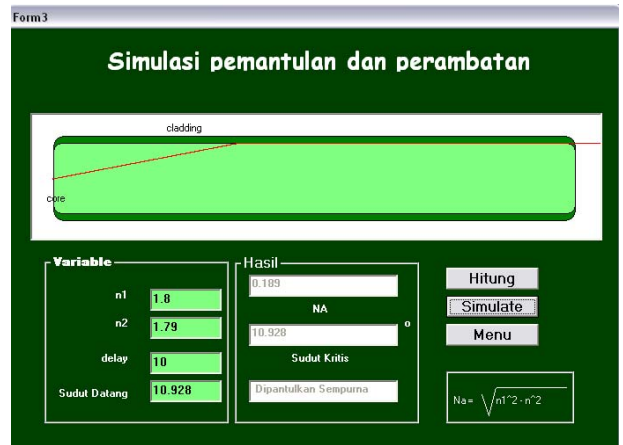 Form3
Simulasi pemantulan dan perambatan
cladding
core
Variable
n1
1.8
n2
1.79
delay
10
Sudut Datang
10.928
Hasil
0.189
NA
10.928
o
Sudut Kritis
Dipantulkan Sempurna
Hitung
Simulate
Menu
Na = √n1^2 - n^2